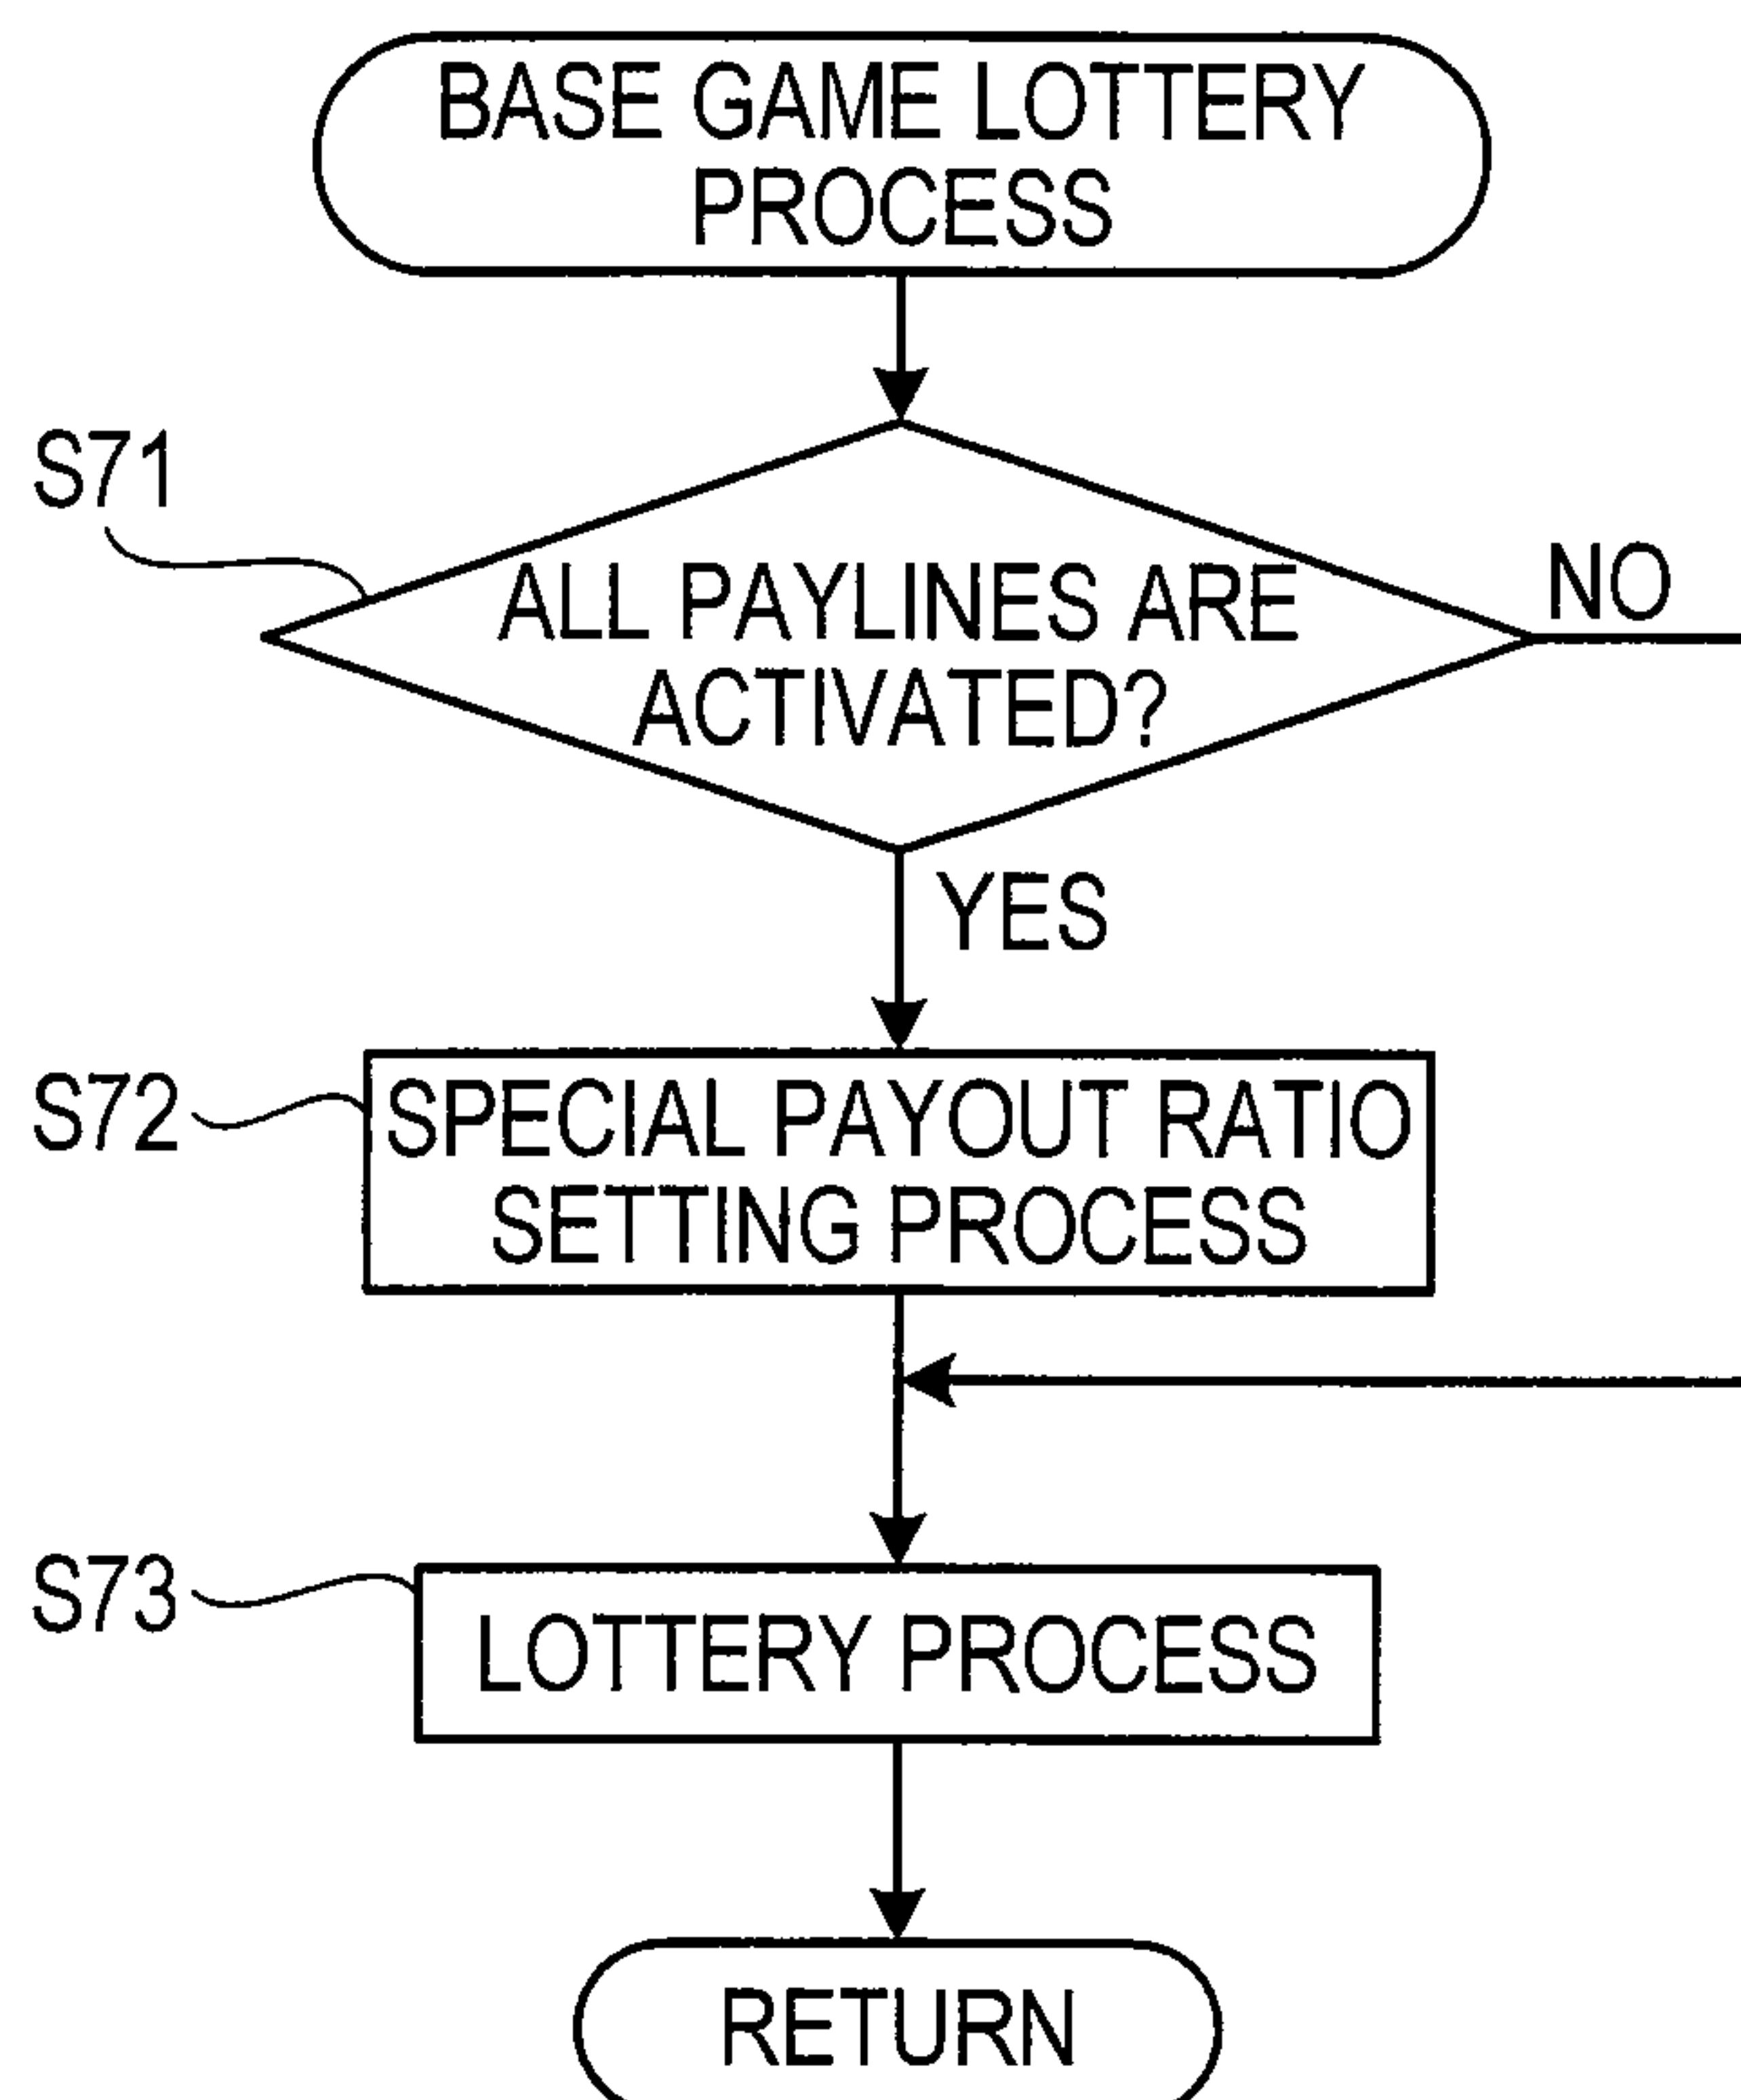 BASE GAME LOTTERY
PROCESS
S71
ALL PAYLINES ARE
ACTIVATED?
NO
YES
S72
SPECIAL PAYOUT RATIO
SETTING PROCESS
S73
LOTTERY PROCESS
RETURN